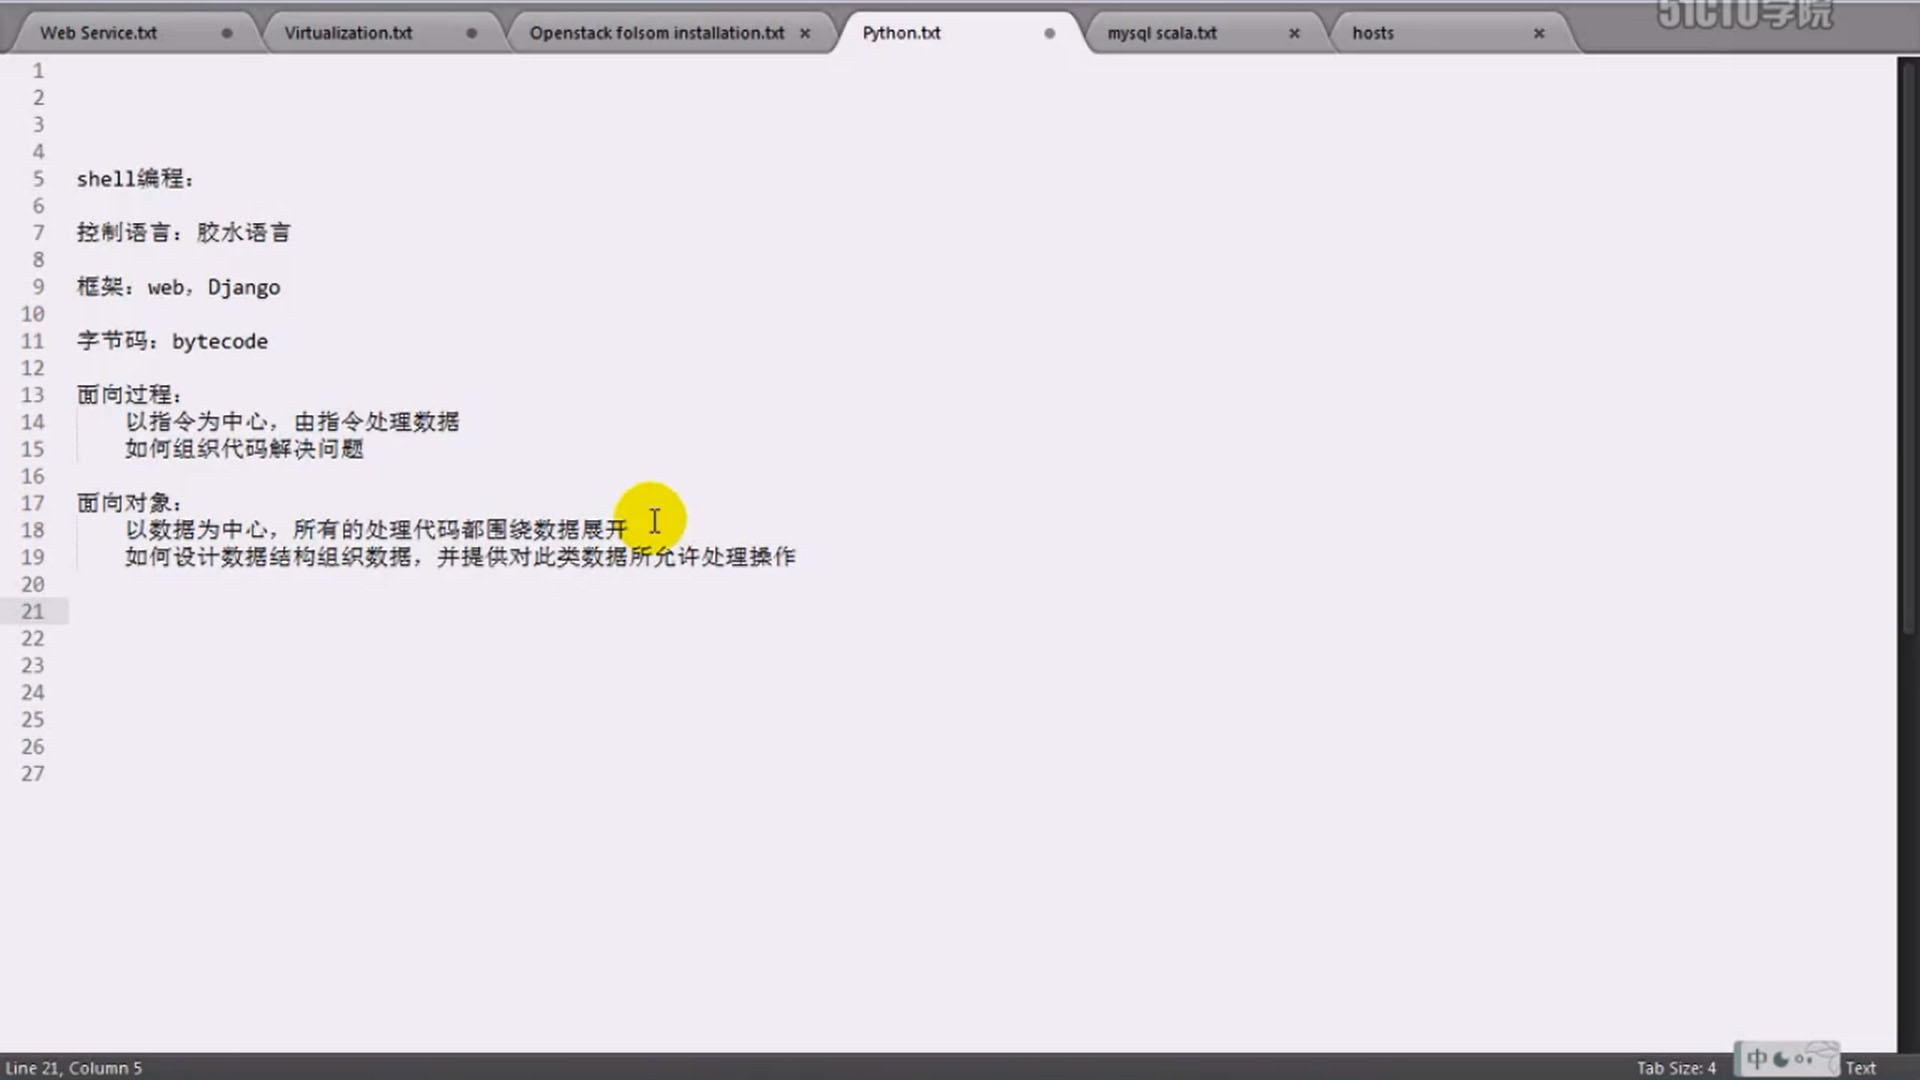 51CTO学院
Web Service.txt
Virtualization.txt
Openstack folsom installation.txt
Python.txt
mysql scala.txt
hosts
1
2
3
4
5 shell编程：
6
7 控制语言：胶水语言
8
9 框架：web，Django
10
11 字节码：bytecode
12
13 面向过程：
14 以指令为中心，由指令处理数据
15 如何组织代码解决问题
16
17 面向对象：
18 以数据为中心，所有的处理代码都围绕数据展开
19 如何设计数据结构组织数据，并提供对此类数据所允许处理操作
20
21
22
23
24
25
26
27
Line 21, Column 5
Tab Size: 4
中
Text